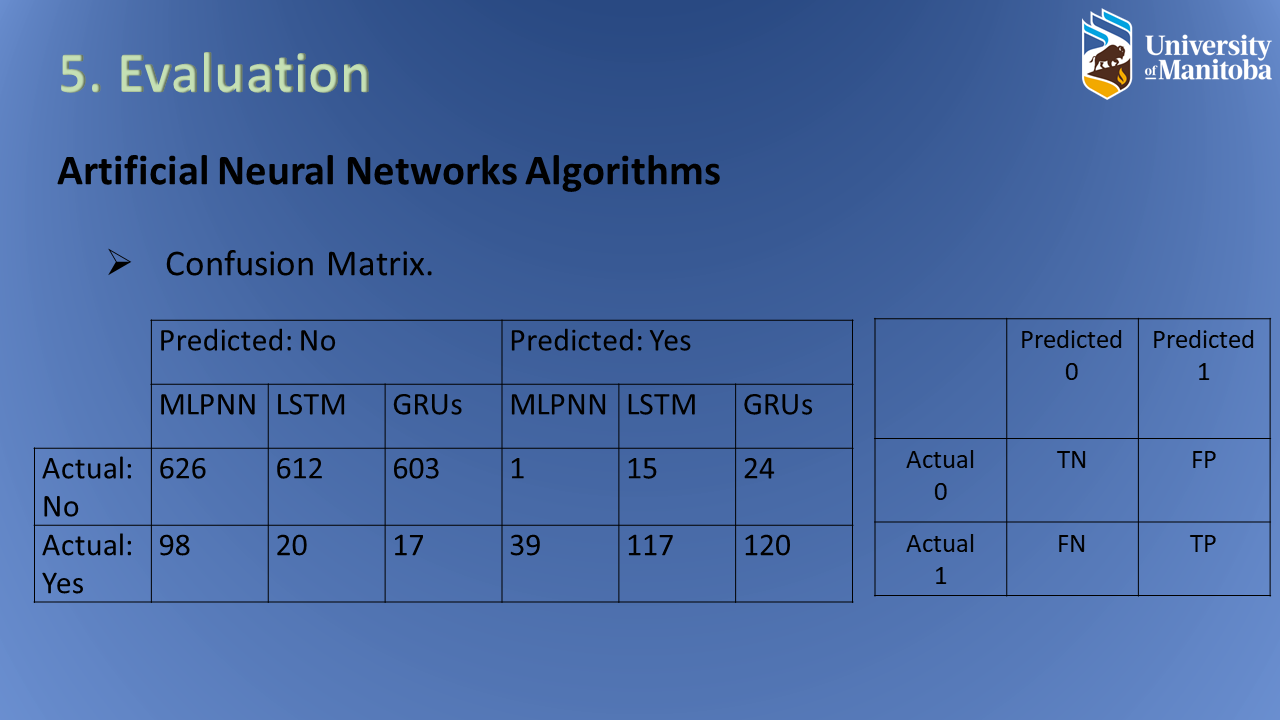 5. Evaluation
University
of Manitoba
Artificial Neural Networks Algorithms
➢ Confusion Matrix.
Predicted: No Predicted: Yes
MLPNN LSTM GRUs MLPNN LSTM GRUs
Actual: No 626 612 603 1 15 24
Actual: Yes 98 20 17 39 117 120
Predicted 0 Predicted 1
Actual 0 TN FP
Actual 1 FN TP